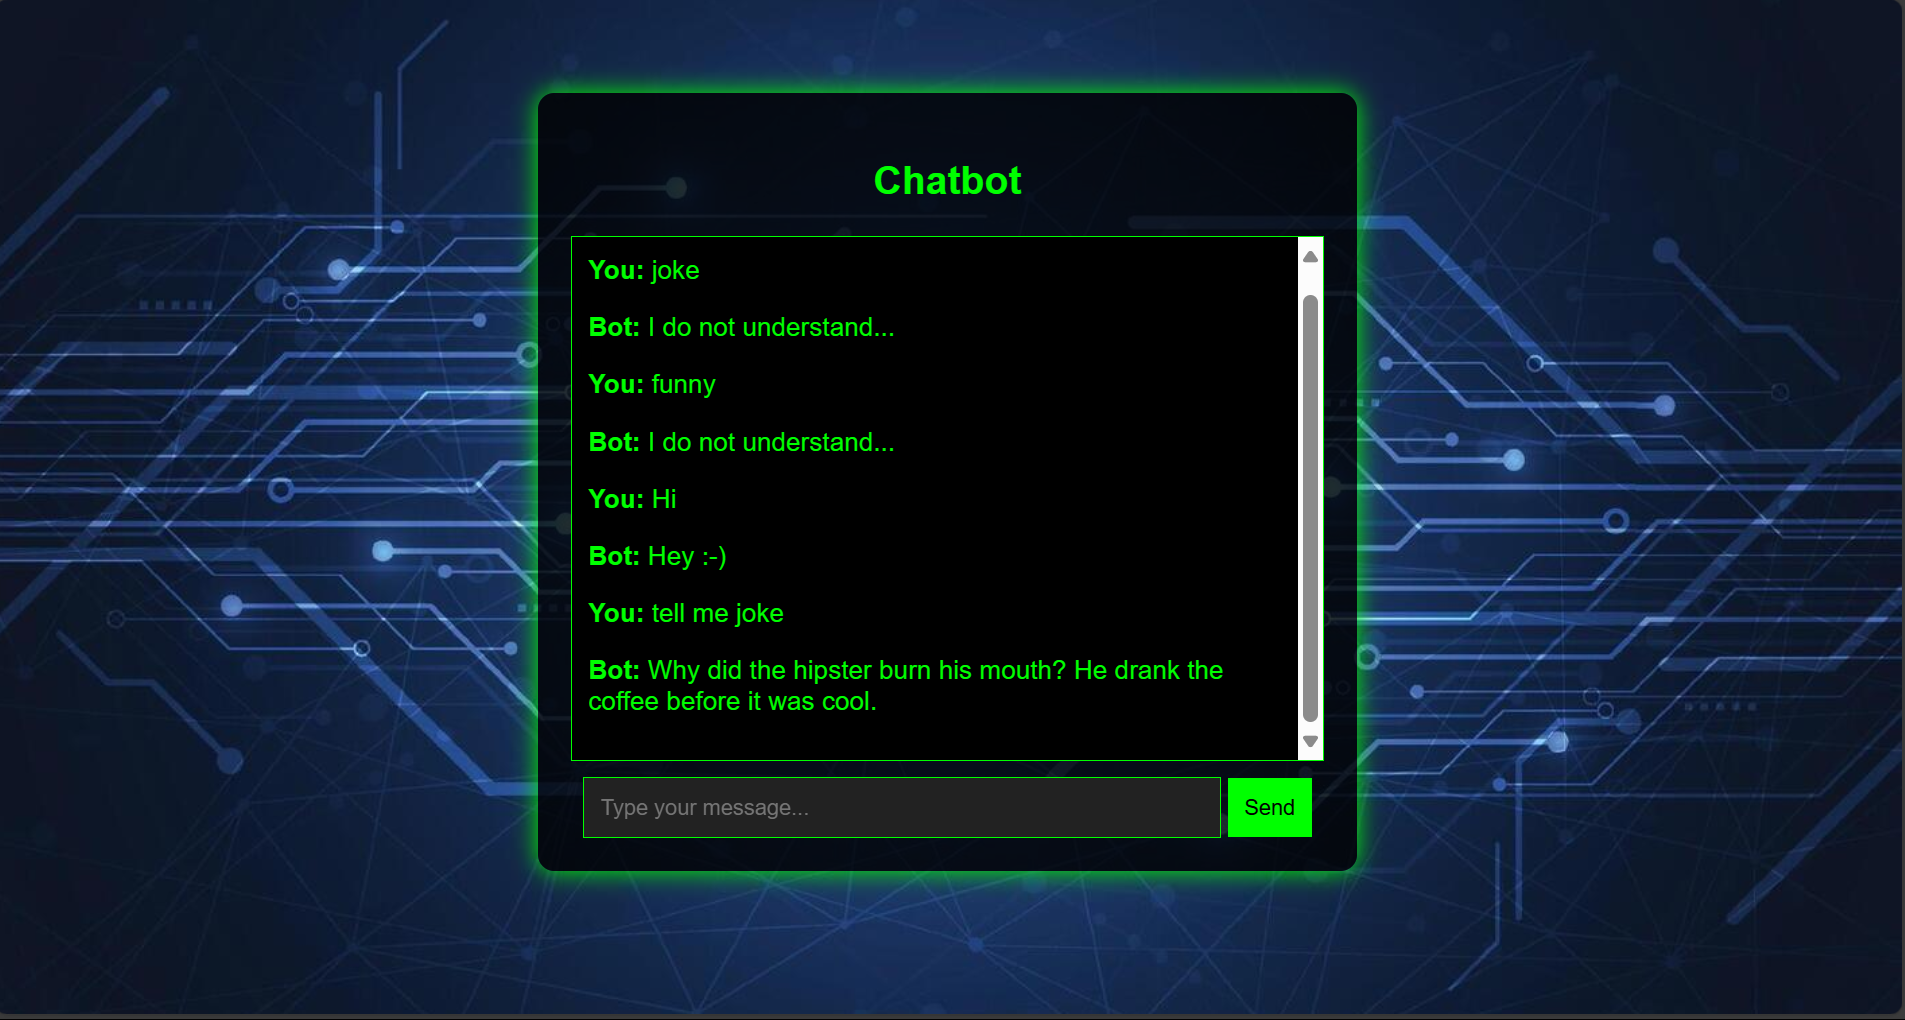 Chatbot
You: joke
Bot: I do not understand...
You: funny
Bot: I do not understand...
You: Hi
Bot: Hey :-)
You: tell me joke
Bot: Why did the hipster burn his mouth? He drank the
coffee before it was cool.
Type your message...
Send